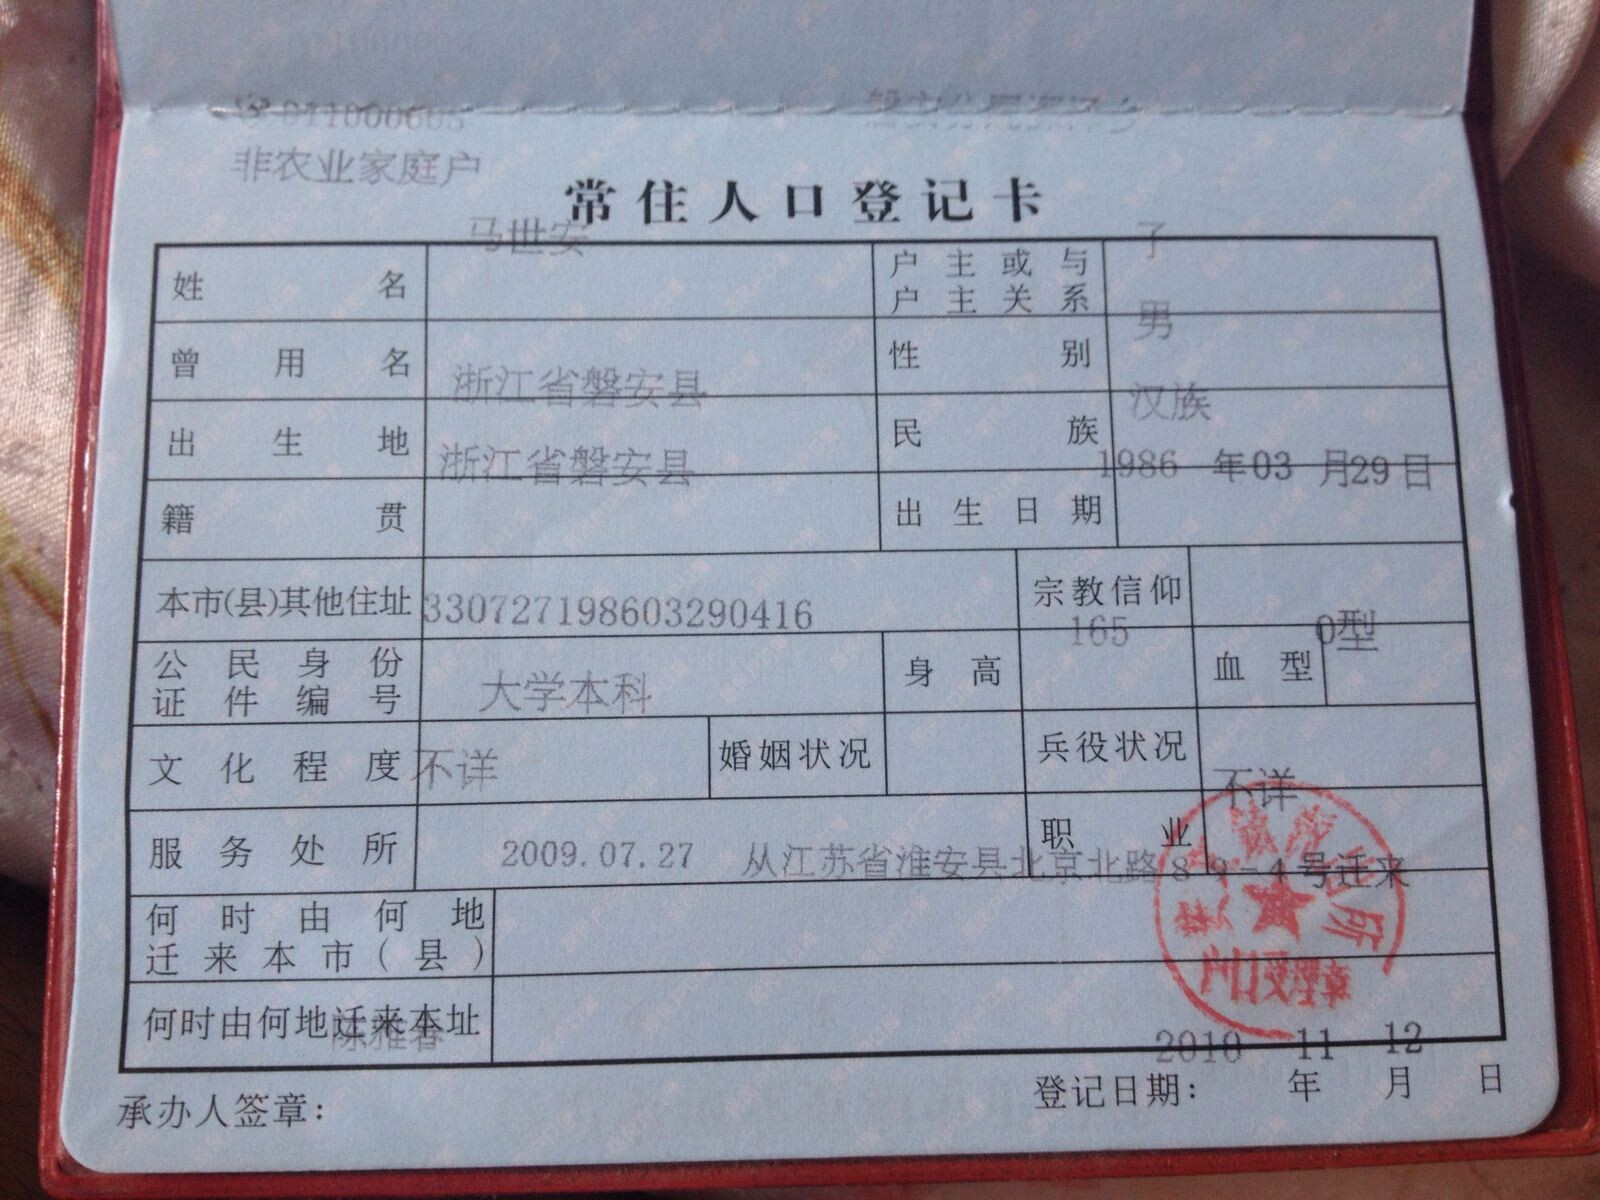 011000605
非农业家庭户
常住人口登记卡
马世安 子
姓名 户主或与户主关系
男
曾用名 性别
浙江省磐安县 汉族
出生地 民族
浙江省磐安县 1986 年 03 月 29 日
籍贯 出生日期
本市(县)其他住址 330727198603290416 宗教信仰
165 O型
公民身份证件编号 大学本科 身高 血型
文化程度 不详 婚姻状况 兵役状况
不详
服务处所 职业
2009.07.27 从江苏省淮安县北京北路89-4号迁来
何时由何地迁来本市(县)
户口受理章
何时由何地迁来本址
2010 11 12
承办人签章: 登记日期: 年 月 日